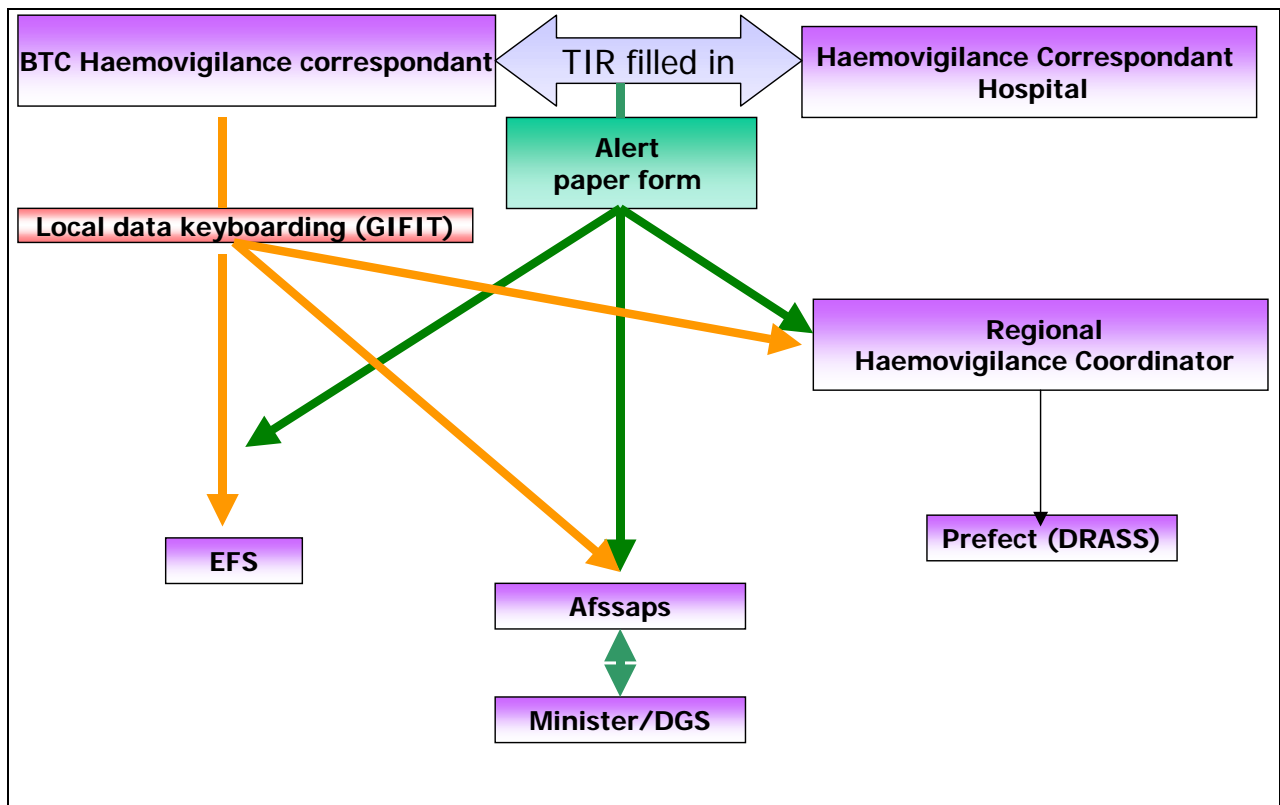 BTC Haemovigilance correspondant
TIR filled in
Haemovigilance Correspondant
Hospital
Alert
paper form
Local data keyboarding (GIFIT)
Regional
Haemovigilance Coordinator
Prefect (DRASS)
EFS
Afssaps
Minister/DGS